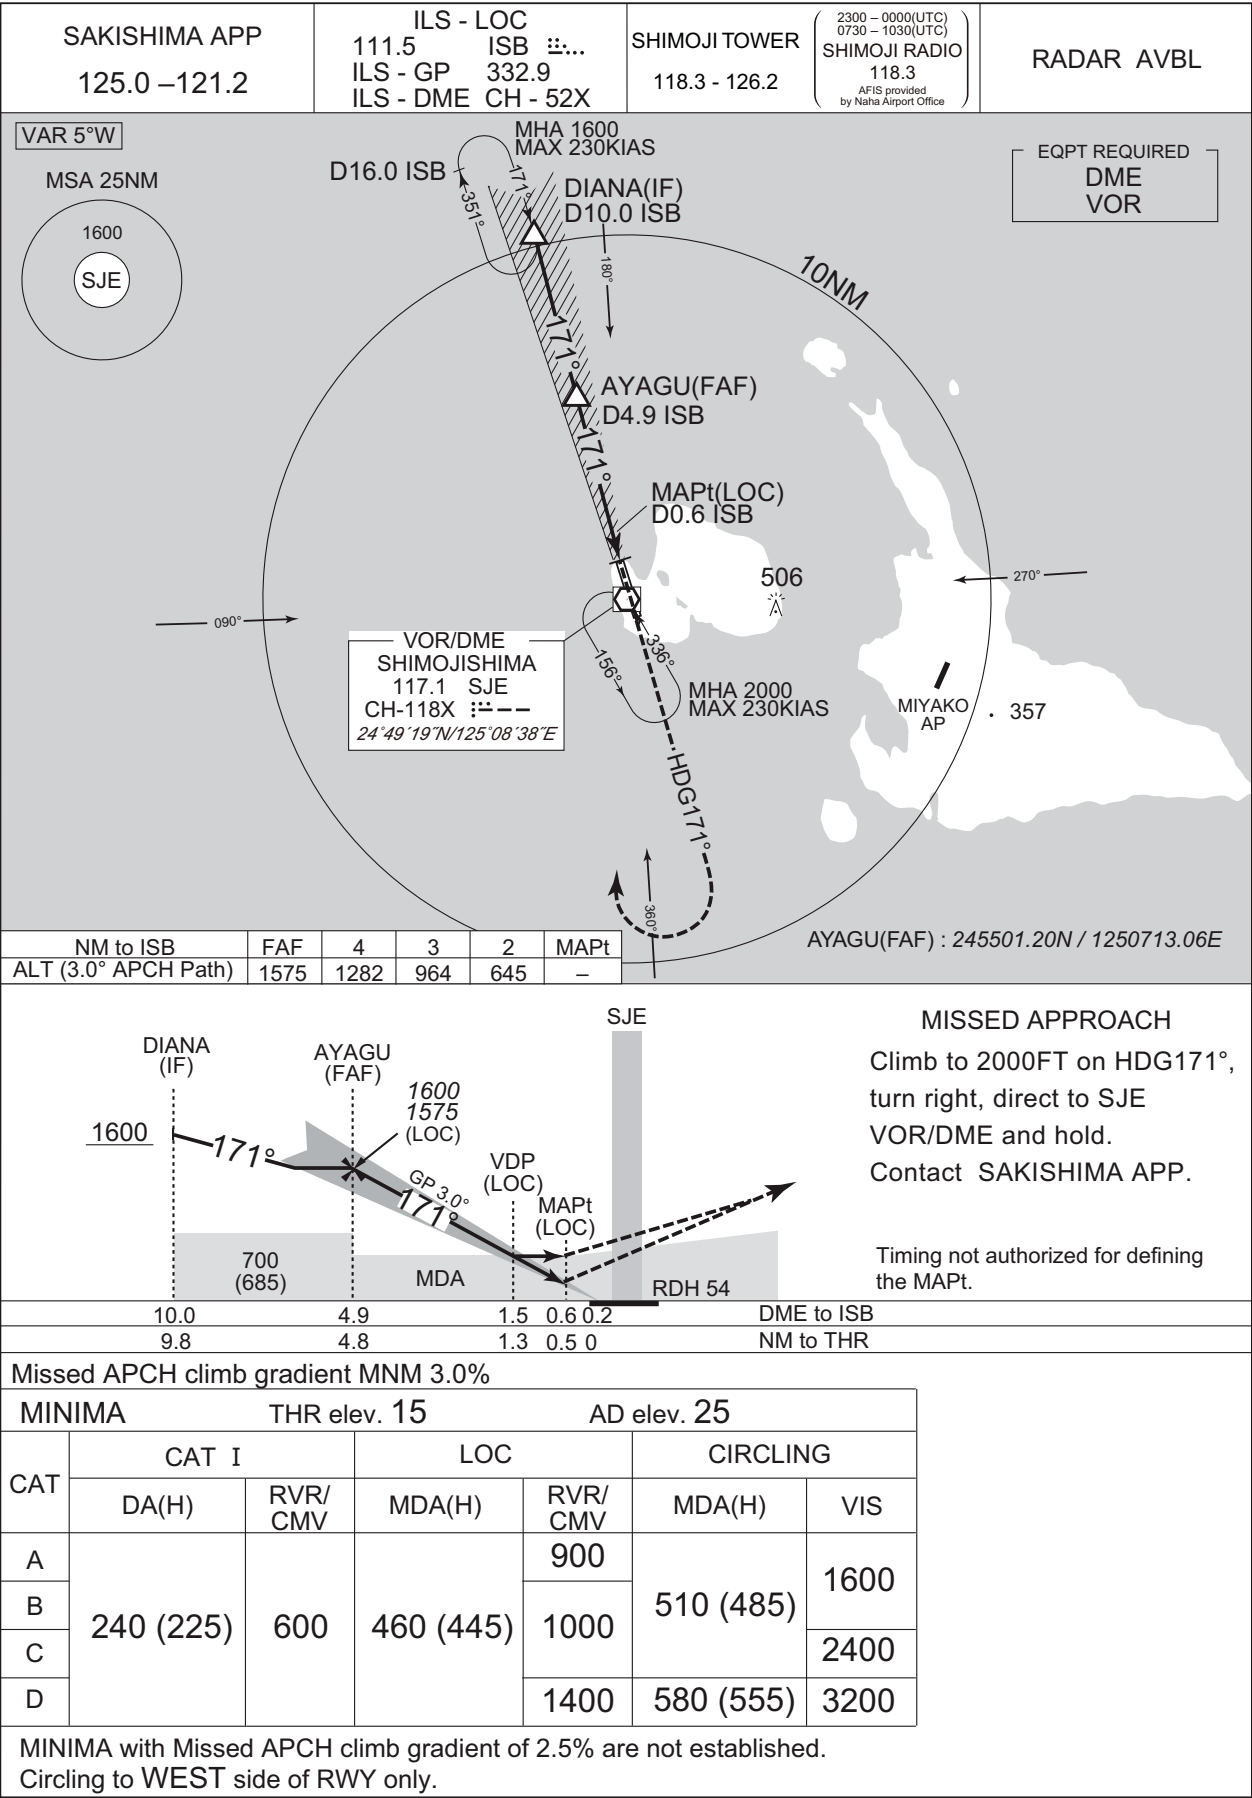 SAKISHIMA APP
125.0 –121.2
ILS - LOC
111.5 ISB
ILS - GP 332.9
ILS - DME CH - 52X
SHIMOJI TOWER
118.3 - 126.2
2300 – 0000(UTC)
0730 – 1030(UTC)
SHIMOJI RADIO
118.3
AFIS provided
by Naha Airport Office
RADAR AVBL
VAR 5°W
MSA 25NM
1600
SJE
MHA 1600
MAX 230KIAS
D16.0 ISB
171°
351°
DIANA(IF)
D10.0 ISB
EQPT REQUIRED
DME
VOR
180°
10NM
171°
AYAGU(FAF)
D4.9 ISB
171°
MAPt(LOC)
D0.6 ISB
506
270°
090°
VOR/DME
SHIMOJISHIMA
117.1 SJE
CH-118X
24°49´19˝N/125°08´38˝E
156°
336°
MHA 2000
MAX 230KIAS
MIYAKO
AP
357
HDG171°
360°
AYAGU(FAF) : 245501.20N / 1250713.06E
NM to ISB FAF 4 3 2 MAPt
ALT (3.0° APCH Path) 1575 1282 964 645 –
SJE
DIANA
(IF)
AYAGU
(FAF)
1600
1575
(LOC)
1600
171°
VDP
(LOC)
GP 3.0°
171°
MAPt
(LOC)
700
(685)
MDA
RDH 54
10.0 4.9 1.5 0.6 0.2 DME to ISB
9.8 4.8 1.3 0.5 0 NM to THR
MISSED APPROACH
Climb to 2000FT on HDG171°,
turn right, direct to SJE
VOR/DME and hold.
Contact SAKISHIMA APP.
Timing not authorized for defining
the MAPt.
Missed APCH climb gradient MNM 3.0%
MINIMA THR elev. 15 AD elev. 25
CAT CAT I LOC CIRCLING
DA(H) RVR/ CMV MDA(H) RVR/ CMV MDA(H) VIS
A 240 (225) 600 460 (445) 900 510 (485) 1600
B 1000
C 2400
D 1400 580 (555) 3200
MINIMA with Missed APCH climb gradient of 2.5% are not established.
Circling to WEST side of RWY only.